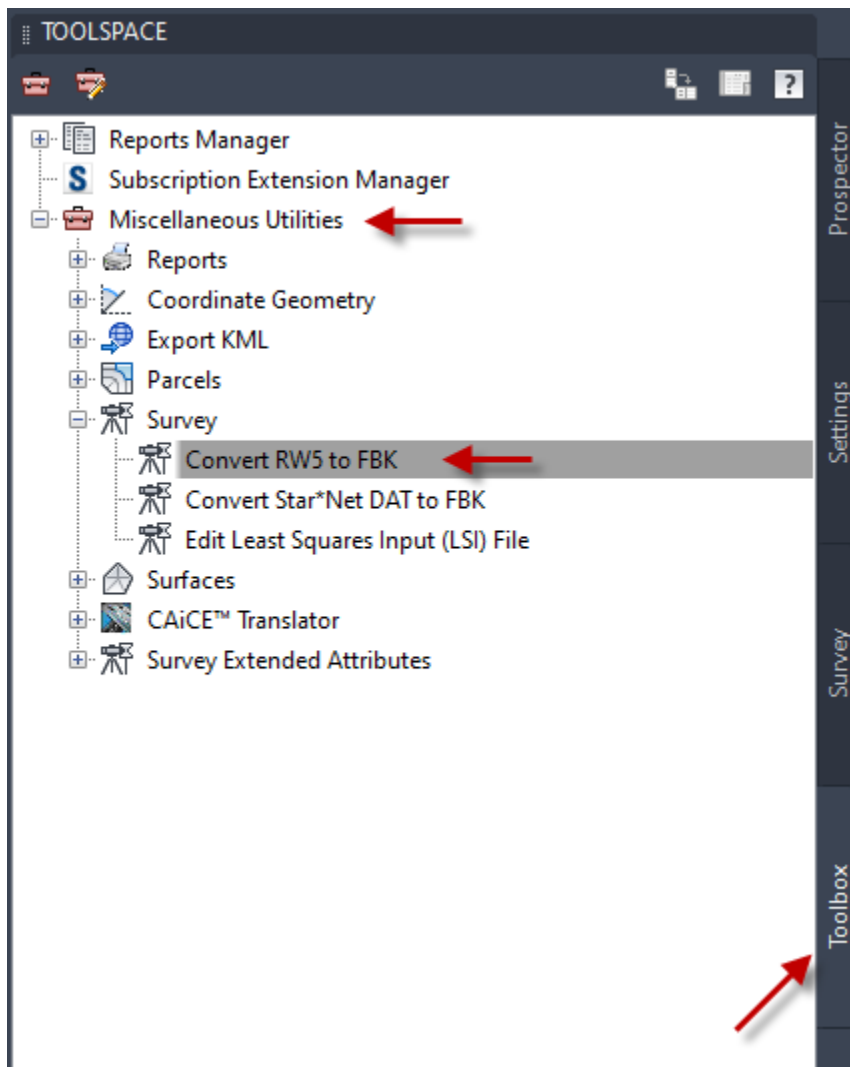 TOOLSPACE
?
Reports Manager
S Subscription Extension Manager
Miscellaneous Utilities
Reports
Coordinate Geometry
Export KML
Parcels
Survey
Convert RW5 to FBK
Convert Star*Net DAT to FBK
Edit Least Squares Input (LSI) File
Surfaces
CAiCE™ Translator
Survey Extended Attributes
Prospector
Settings
Survey
Toolbox